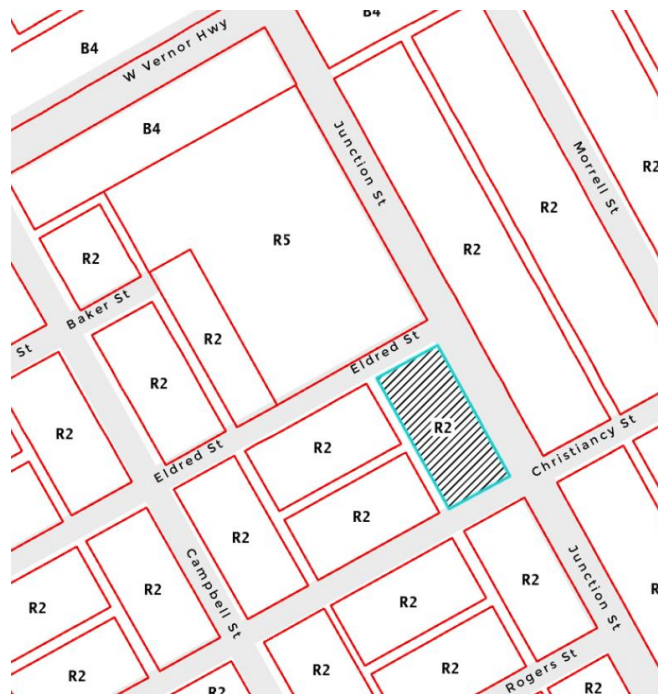 B4
B4
W Vernor Hwy
B4
Junction St
Morrell St
R2
R2
R5
R2
R2
Baker St
St
R2
Eldred St
R2
R2
R2
R2
Eldred St
Christiancy St
R2
R2
R2
Campbell St
Junction St
R2
R2
R2
R
R2
R2
R2
R2
Rogers St
R2
R2